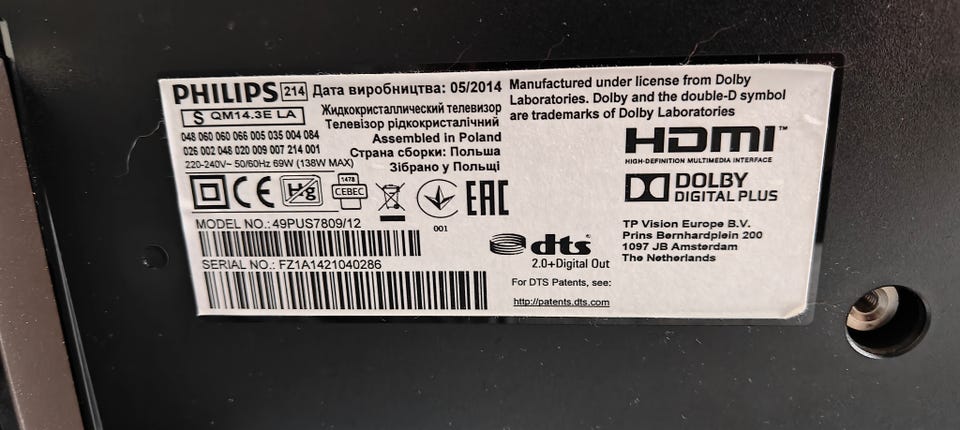 PHILIPS 214 Дата виробництва: 05/2014
S QM14.3E LA
Жидкокристаллический телевизор
Телевізор рідкокристалічний
048 060 060 066 005 035 004 084
026 002 048 020 009 007 214 001
Assembled in Poland
Страна сборки: Польша
220-240V~ 50/60Hz 69W (138W MAX)
Зібрано у Польщі
CE Hg 1478 CEBEC 001 EAC
MODEL NO.: 49PUS7809/12
SERIAL NO.: FZ1A1421040286
Manufactured under license from Dolby
Laboratories. Dolby and the double-D symbol
are trademarks of Dolby Laboratories
HDMI™
HIGH-DEFINITION MULTIMEDIA INTERFACE
DOLBY
DIGITAL PLUS
dts
2.0+Digital Out
For DTS Patents, see:
http://patents.dts.com
TP Vision Europe B.V.
Prins Bernhardplein 200
1097 JB Amsterdam
The Netherlands